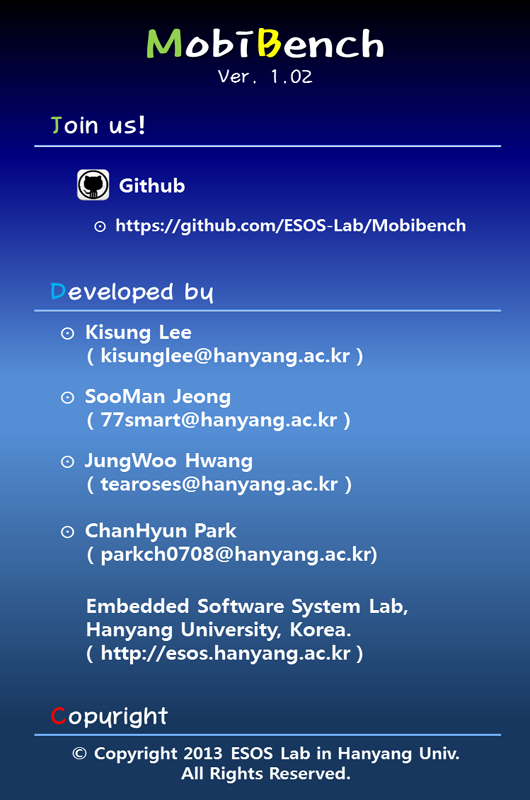 MobīBench
Ver. 1.02
Join us!
Github
⊙ https://github.com/ESOS-Lab/Mobibench
Developed by
⊙ Kisung Lee
( kisunglee@hanyang.ac.kr )
⊙ SooMan Jeong
( 77smart@hanyang.ac.kr )
⊙ JungWoo Hwang
( tearoses@hanyang.ac.kr )
⊙ ChanHyun Park
( parkch0708@hanyang.ac.kr)
Embedded Software System Lab,
Hanyang University, Korea.
( http://esos.hanyang.ac.kr )
Copyright
© Copyright 2013 ESOS Lab in Hanyang Univ.
All Rights Reserved.